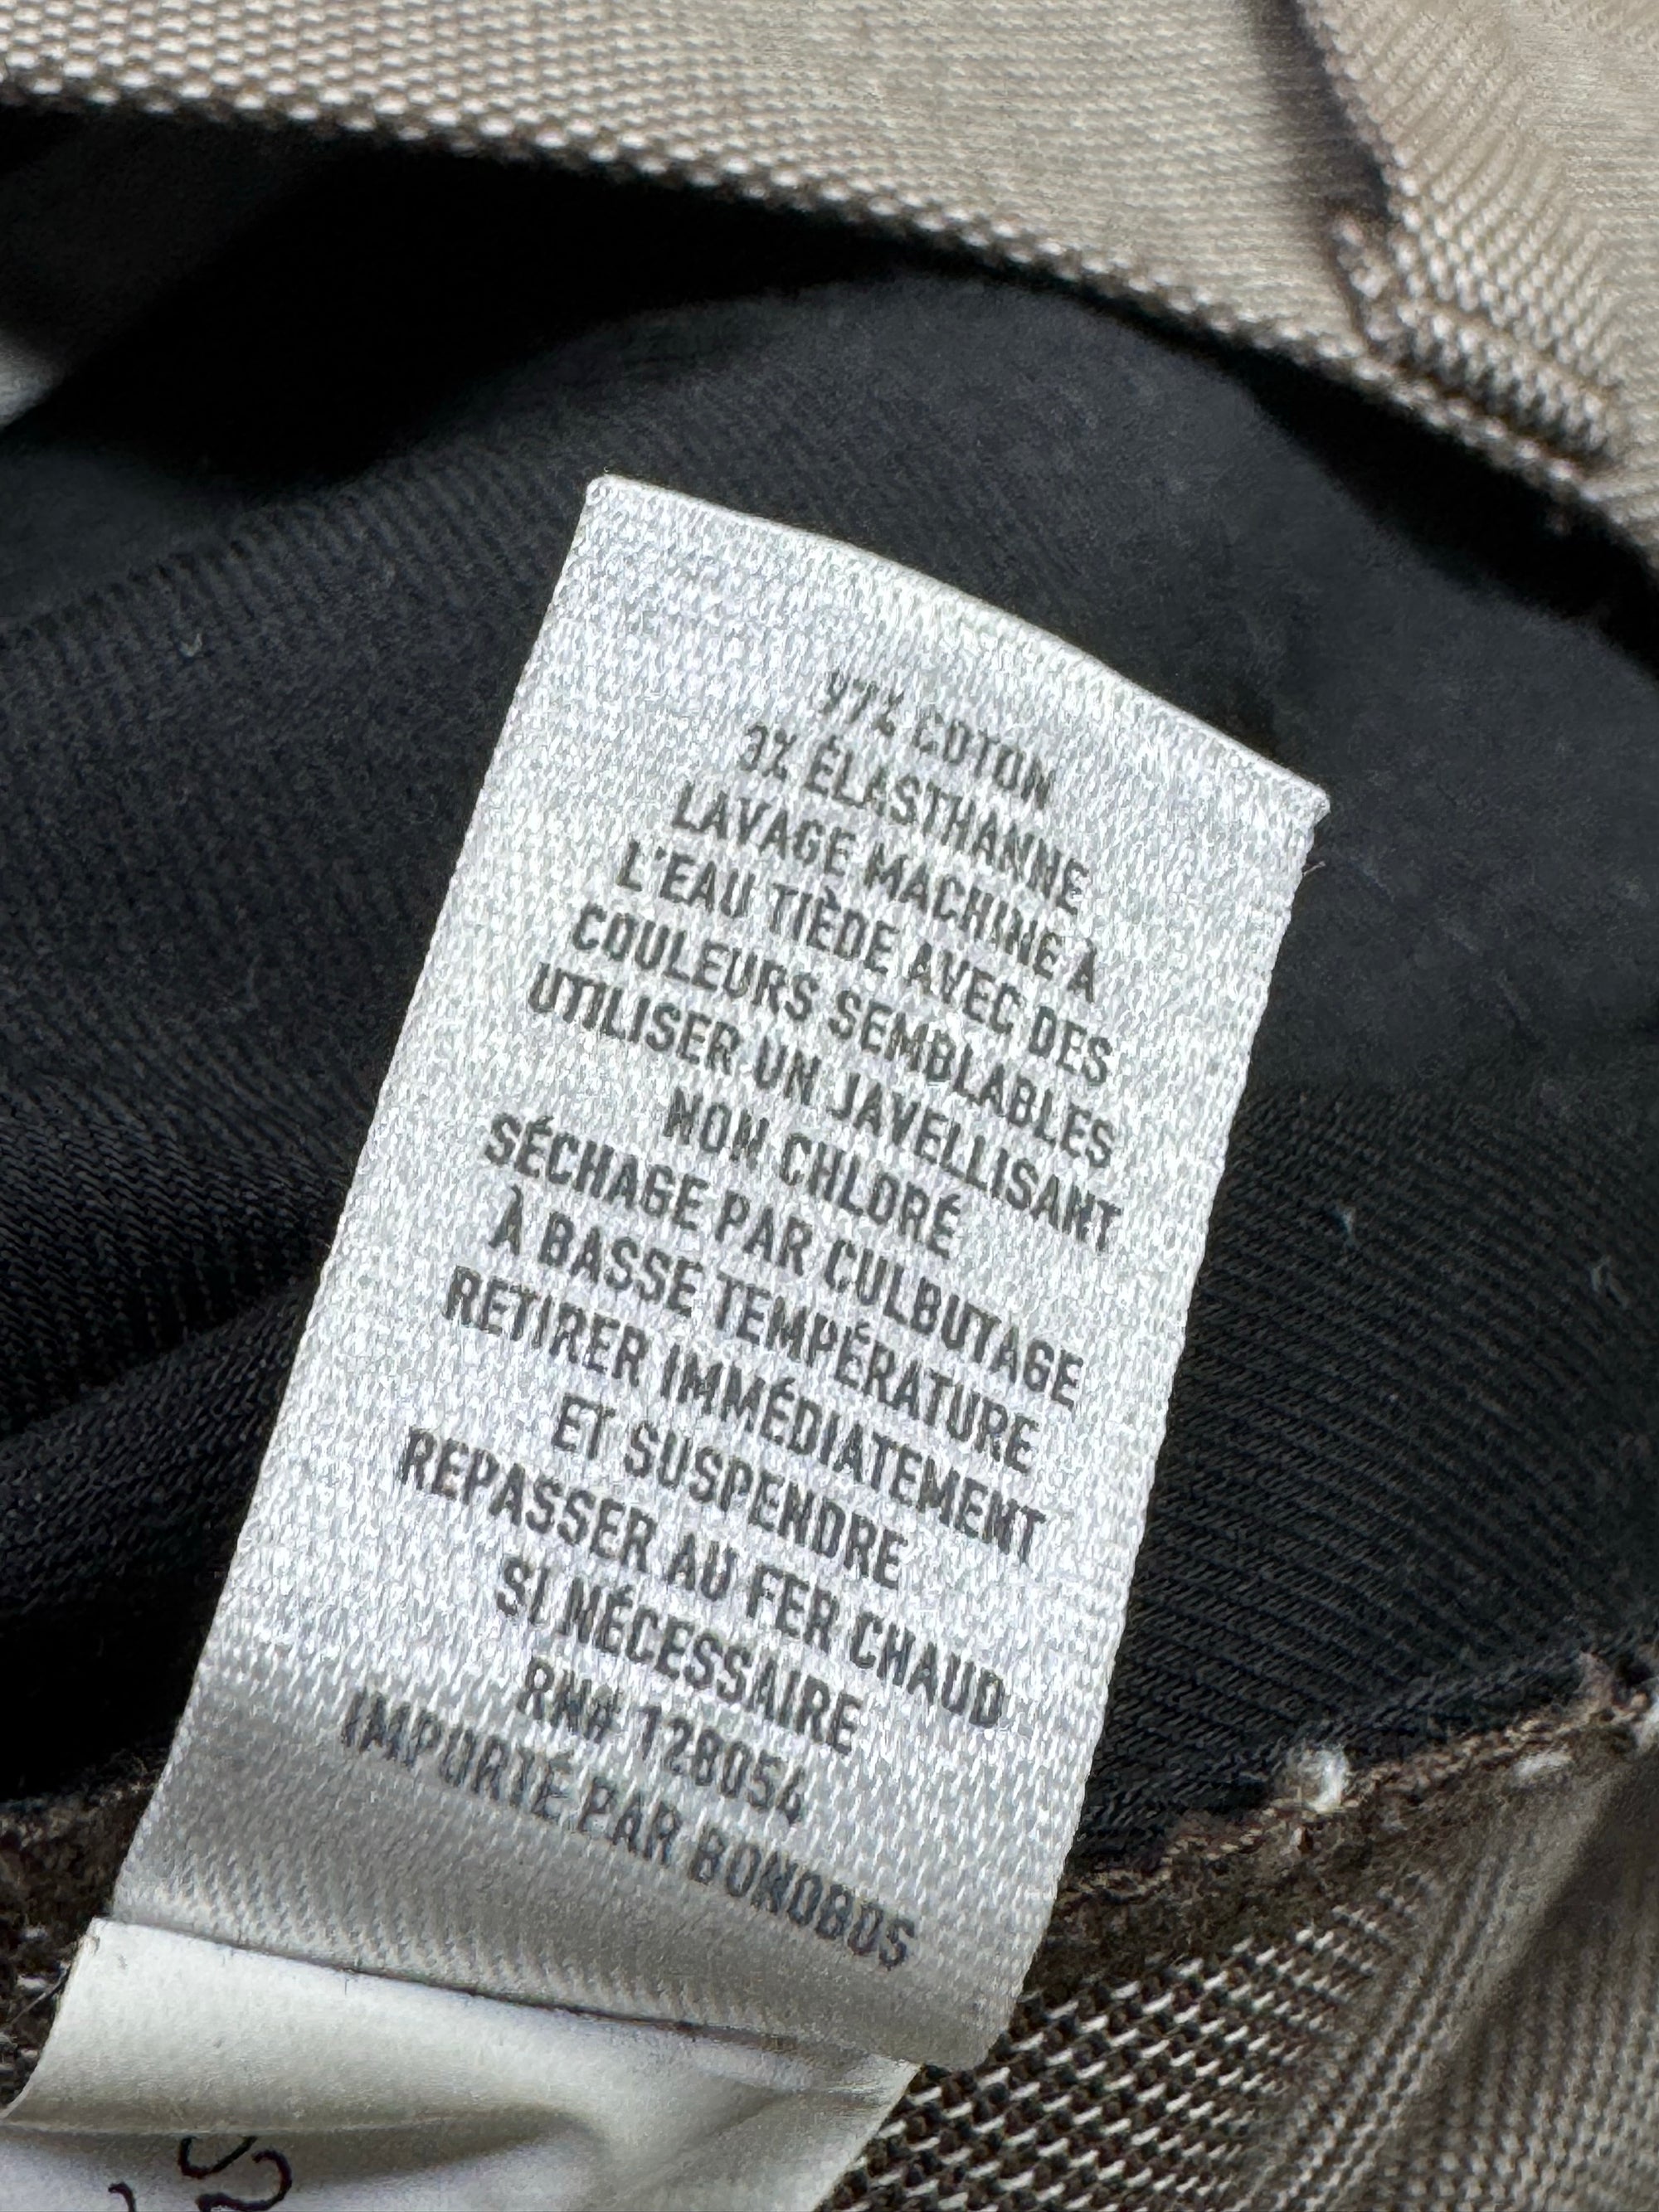 97% COTON
3% ÉLASTHANNE
LAVAGE MACHINE À
L'EAU TIÈDE AVEC DES
COULEURS SEMBLABLES
UTILISER UN JAVELLISANT
NON CHLORÉ
SÉCHAGE PAR CULBUTAGE
À BASSE TEMPÉRATURE
RETIRER IMMÉDIATEMENT
ET SUSPENDRE
REPASSER AU FER CHAUD
SI NÉCESSAIRE
RN# 128054
IMPORTÉ PAR BONOBOS